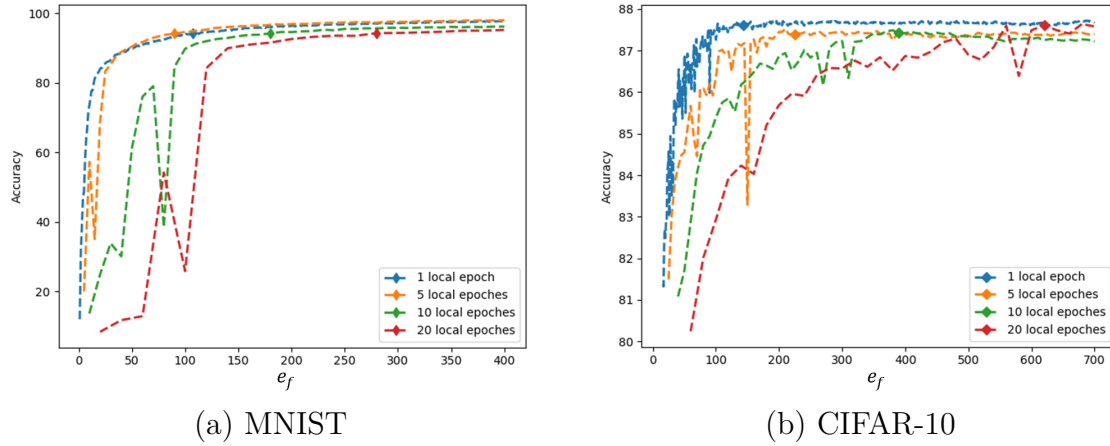 100
80
60
40
20
Accuracy
0 50 100 150 200 250 300 350 400
e_f
1 local epoch
5 local epoches
10 local epoches
20 local epoches
(a) MNIST
88
87
86
85
84
83
82
81
80
Accuracy
0 100 200 300 400 500 600 700
e_f
1 local epoch
5 local epoches
10 local epoches
20 local epoches
(b) CIFAR-10